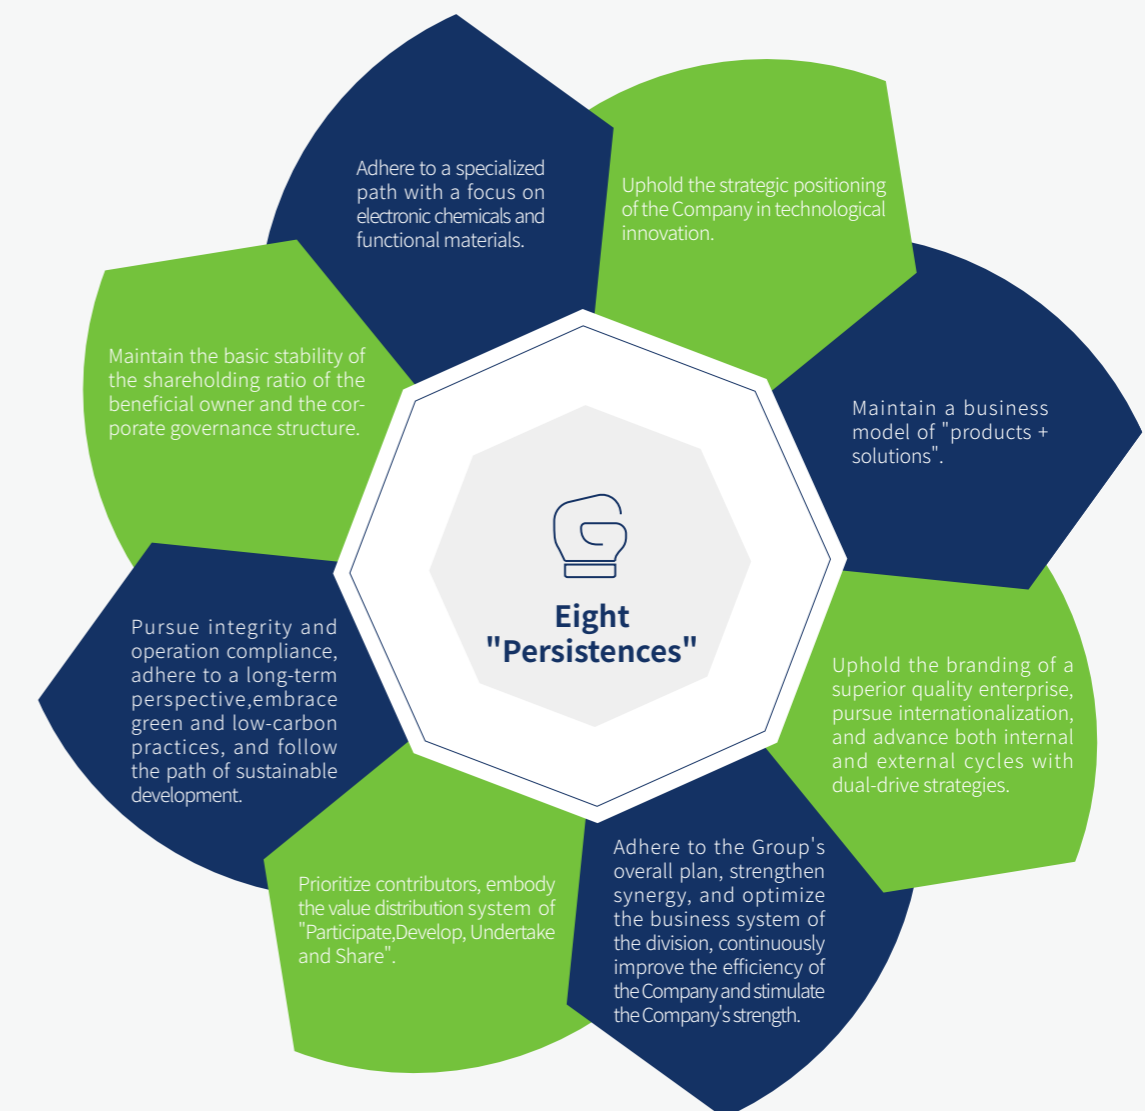 Adhere to a specialized
path with a focus on
electronic chemicals and
functional materials.
Uphold the strategic positioning
of the Company in technological
innovation.
Maintain a business
model of "products +
solutions".
Uphold the branding of a
superior quality enterprise,
pursue internationalization,
and advance both internal
and external cycles with
dual-drive strategies.
Adhere to the Group's
overall plan, strengthen
synergy, and optimize
the business system of
the division, continuously
improve the efficiency of
the Company and stimulate
the Company's strength.
Prioritize contributors, embody
the value distribution system of
"Participate,Develop, Undertake
and Share".
Pursue integrity and
operation compliance,
adhere to a long-term
perspective,embrace
green and low-carbon
practices, and follow
the path of sustainable
development.
Maintain the basic stability of
the shareholding ratio of the
beneficial owner and the cor-
porate governance structure.
Eight
"Persistences"